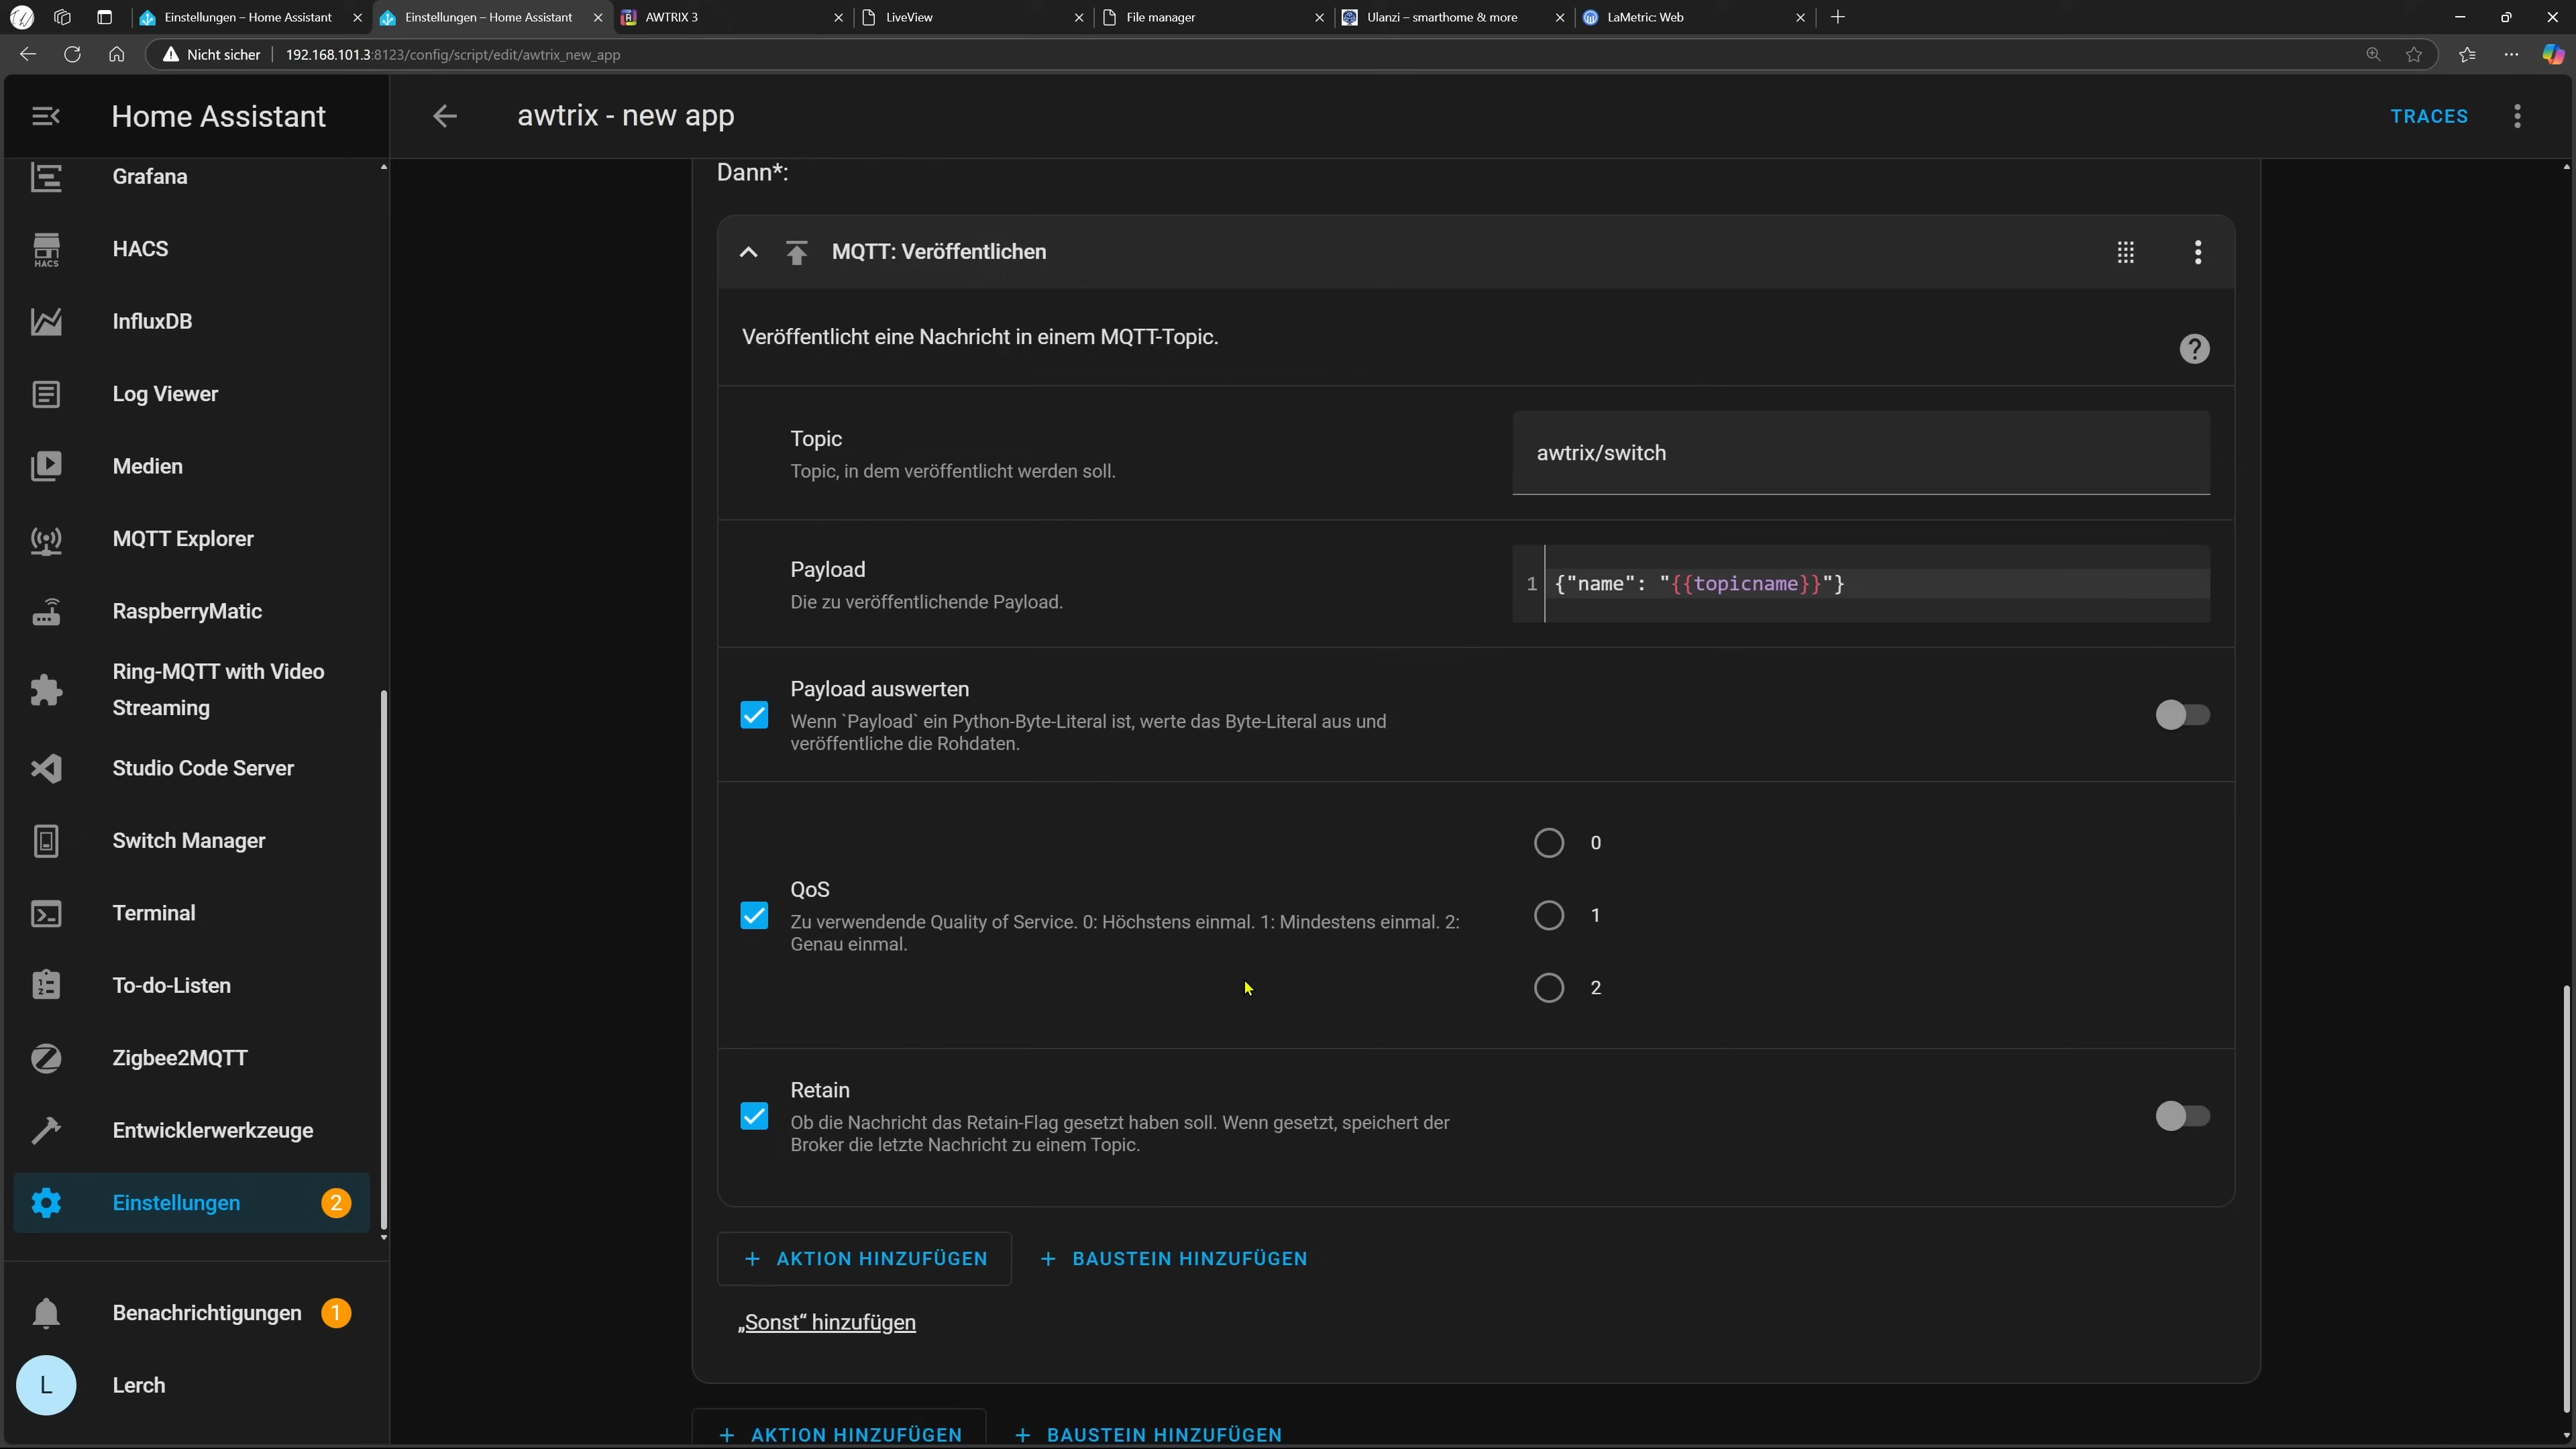 Einstellungen – Home Assistant
Einstellungen – Home Assistant
AWTRIX 3
LiveView
File manager
Ulanzi – smarthome & more
LaMetric: Web
Nicht sicher
192.168.101.3:8123/config/script/edit/awtrix_new_app
Home Assistant
awtrix - new app
TRACES
Grafana
HACS
HACS
InfluxDB
Log Viewer
Medien
MQTT Explorer
RaspberryMatic
Ring-MQTT with Video
Streaming
Studio Code Server
Switch Manager
Terminal
To-do-Listen
Zigbee2MQTT
Entwicklerwerkzeuge
Einstellungen 2
Benachrichtigungen 1
L Lerch
Dann*:
MQTT: Veröffentlichen
Veröffentlicht eine Nachricht in einem MQTT-Topic.
Topic
Topic, in dem veröffentlicht werden soll.
awtrix/switch
Payload
Die zu veröffentlichende Payload.
1 {"name": "{{topicname}}"}
Payload auswerten
Wenn `Payload` ein Python-Byte-Literal ist, werte das Byte-Literal aus und
veröffentliche die Rohdaten.
QoS
Zu verwendende Quality of Service. 0: Höchstens einmal. 1: Mindestens einmal. 2:
Genau einmal.
0
1
2
Retain
Ob die Nachricht das Retain-Flag gesetzt haben soll. Wenn gesetzt, speichert der
Broker die letzte Nachricht zu einem Topic.
+ AKTION HINZUFÜGEN + BAUSTEIN HINZUFÜGEN
„Sonst“ hinzufügen
+ AKTION HINZUFÜGEN + BAUSTEIN HINZUFÜGEN